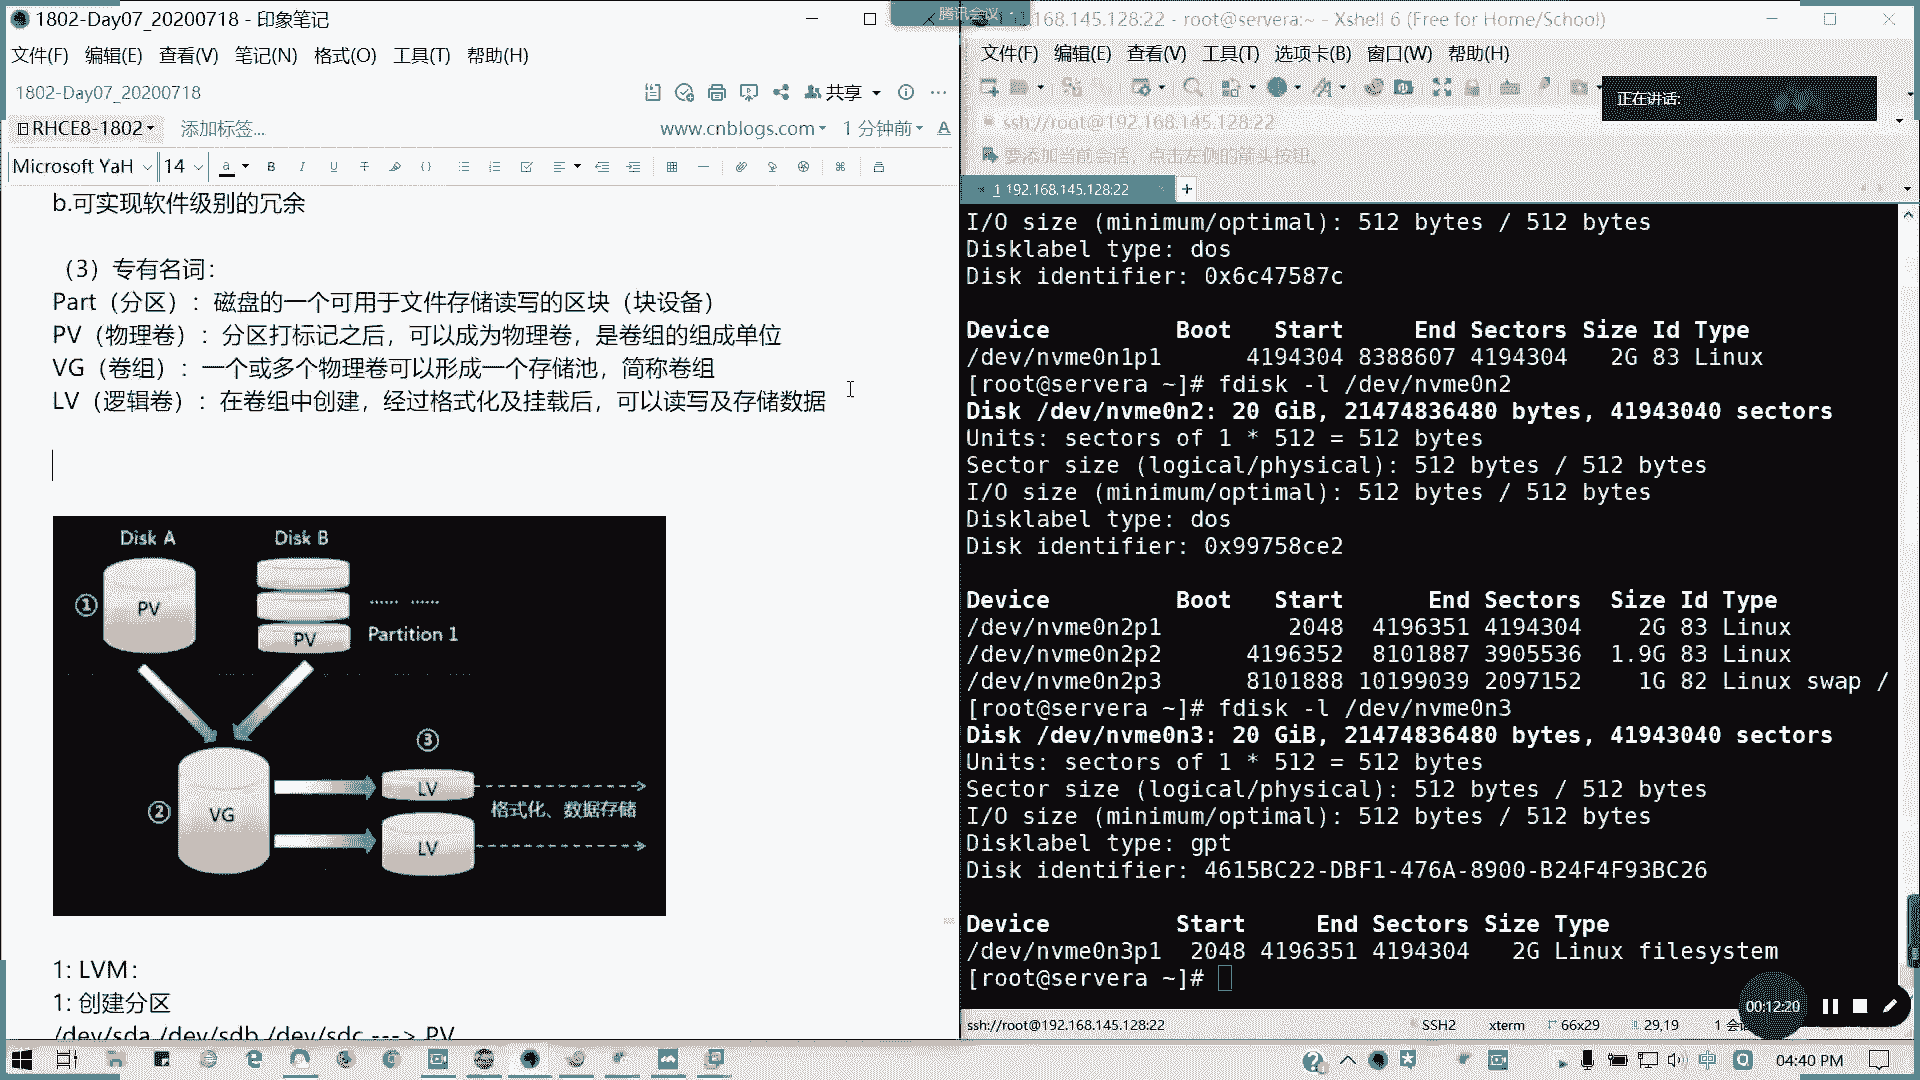 1802-Day07_20200718 - 印象笔记
文件(F) 编辑(E) 查看(V) 笔记(N) 格式(O) 工具(T) 帮助(H)
1802-Day07_20200718
共享
RHCE8-1802
添加标签...
www.cnblogs.com
1 分钟前
Microsoft YaH
14
b.可实现软件级别的冗余
（3）专有名词：
Part（分区）：磁盘的一个可用于文件存储读写的区块（块设备）
PV（物理卷）：分区打标记之后，可以成为物理卷，是卷组的组成单位
VG（卷组）：一个或多个物理卷可以形成一个存储池，简称卷组
LV（逻辑卷）：在卷组中创建，经过格式化及挂载后，可以读写及存储数据
Disk A
Disk B
①
PV
PV
...... ......
Partition 1
②
VG
③
LV
LV
格式化、数据存储
1: LVM：
1: 创建分区
/dev/sda /dev/sdb /dev/sdc ---> PV
腾讯会议
168.145.128:22 - root@servera:~ - Xshell 6 (Free for Home/School)
文件(F) 编辑(E) 查看(V) 工具(T) 选项卡(B) 窗口(W) 帮助(H)
正在讲话:
ssh://root@192.168.145.128:22
要添加当前会话，点击左侧的箭头按钮。
1 192.168.145.128:22
I/O size (minimum/optimal): 512 bytes / 512 bytes
Disklabel type: dos
Disk identifier: 0x6c47587c
Device Boot Start End Sectors Size Id Type
/dev/nvme0n1p1 4194304 8388607 4194304 2G 83 Linux
[root@servera ~]# fdisk -l /dev/nvme0n2
Disk /dev/nvme0n2: 20 GiB, 21474836480 bytes, 41943040 sectors
Units: sectors of 1 * 512 = 512 bytes
Sector size (logical/physical): 512 bytes / 512 bytes
I/O size (minimum/optimal): 512 bytes / 512 bytes
Disklabel type: dos
Disk identifier: 0x99758ce2
Device Boot Start End Sectors Size Id Type
/dev/nvme0n2p1 2048 4196351 4194304 2G 83 Linux
/dev/nvme0n2p2 4196352 8101887 3905536 1.9G 83 Linux
/dev/nvme0n2p3 8101888 10199039 2097152 1G 82 Linux swap /
[root@servera ~]# fdisk -l /dev/nvme0n3
Disk /dev/nvme0n3: 20 GiB, 21474836480 bytes, 41943040 sectors
Units: sectors of 1 * 512 = 512 bytes
Sector size (logical/physical): 512 bytes / 512 bytes
I/O size (minimum/optimal): 512 bytes / 512 bytes
Disklabel type: gpt
Disk identifier: 4615BC22-DBF1-476A-8900-B24F4F93BC26
Device Start End Sectors Size Type
/dev/nvme0n3p1 2048 4196351 4194304 2G Linux filesystem
[root@servera ~]#
00:12:20
ssh://root@192.168.145.128:22
SSH2
xterm
66x29
29,19
04:40 PM